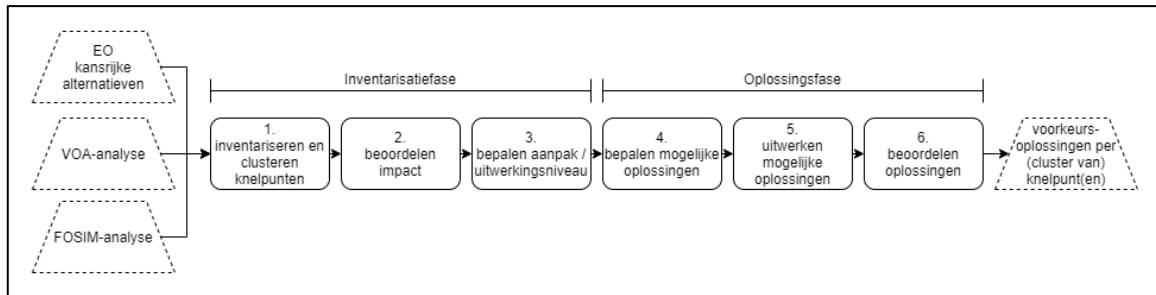 EO
kansrijke
alternatieven
VOA-analyse
FOSIM-analyse
Inventarisatiefase
Oplossingsfase
1.
inventariseren en
clusteren
knelpunten
2.
beoordelen
impact
3.
bepalen aanpak /
uitwerkingsniveau
4.
bepalen mogelijke
oplossingen
5.
uitwerken
mogelijke
oplossingen
6.
beoordelen
oplossingen
voorkeurs-
oplossingen per
(cluster van)
knelpunt(en)